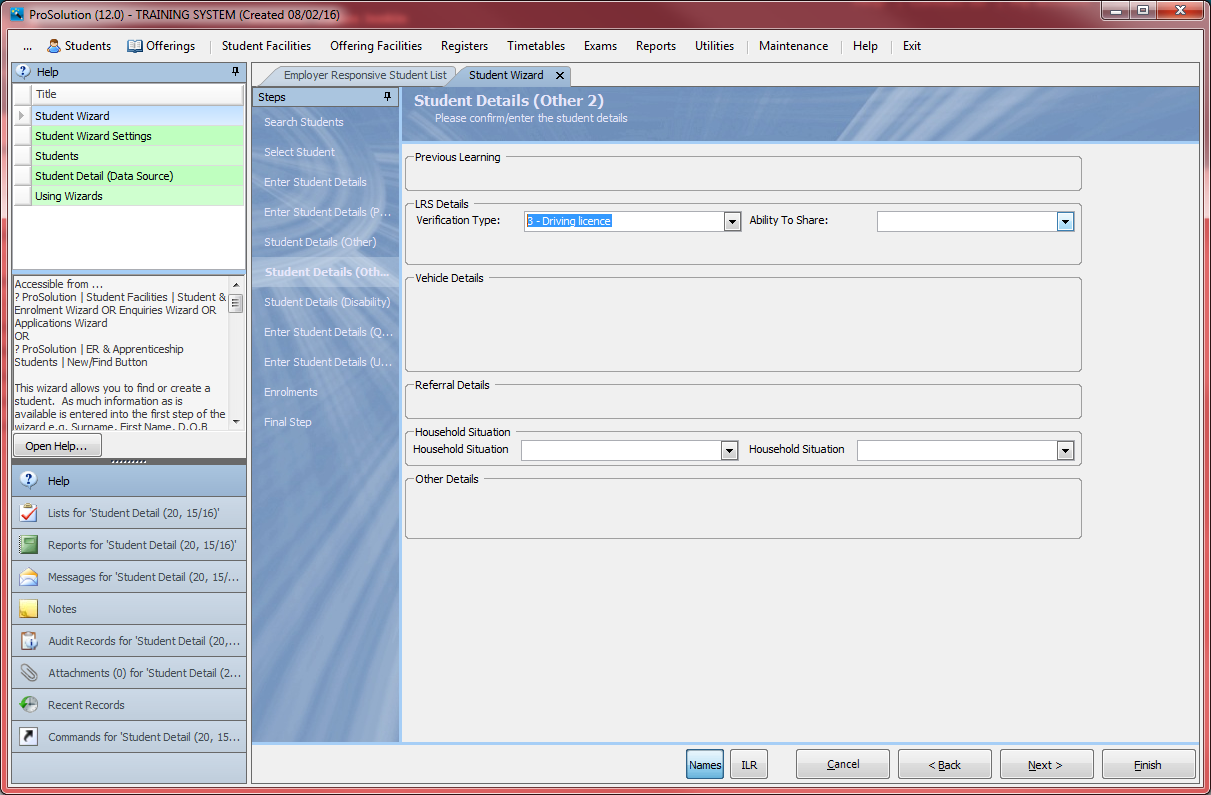 ProSolution (12.0) - TRAINING SYSTEM (Created 08/02/16)
... Students Offerings Student Facilities Offering Facilities Registers Timetables Exams Reports Utilities Maintenance Help Exit
Help
Title
Student Wizard
Student Wizard Settings
Students
Student Detail (Data Source)
Using Wizards
Accessible from ...
? ProSolution | Student Facilities | Student &
Enrolment Wizard OR Enquiries Wizard OR
Applications Wizard
OR
? ProSolution | ER & Apprenticeship
Students | New/Find Button
This wizard allows you to find or create a
student. As much information as is
available is entered into the first step of the
wizard e.g. Surname, First Name, D.O.B
Open Help...
Help
Lists for 'Student Detail (20, 15/16)'
Reports for 'Student Detail (20, 15/16)'
Messages for 'Student Detail (20, 15/...
Notes
Audit Records for 'Student Detail (20,...
Attachments (0) for 'Student Detail (2...
Recent Records
Commands for 'Student Detail (20, 15...
Employer Responsive Student List
Student Wizard
Steps
Search Students
Select Student
Enter Student Details
Enter Student Details (P...
Student Details (Other)
Student Details (Oth...
Student Details (Disability)
Enter Student Details (Q...
Enter Student Details (U...
Enrolments
Final Step
Student Details (Other 2)
Please confirm/enter the student details
Previous Learning
LRS Details
Verification Type: 3 - Driving licence Ability To Share:
Vehicle Details
Referral Details
Household Situation
Household Situation Household Situation
Other Details
Names ILR Cancel < Back Next > Finish